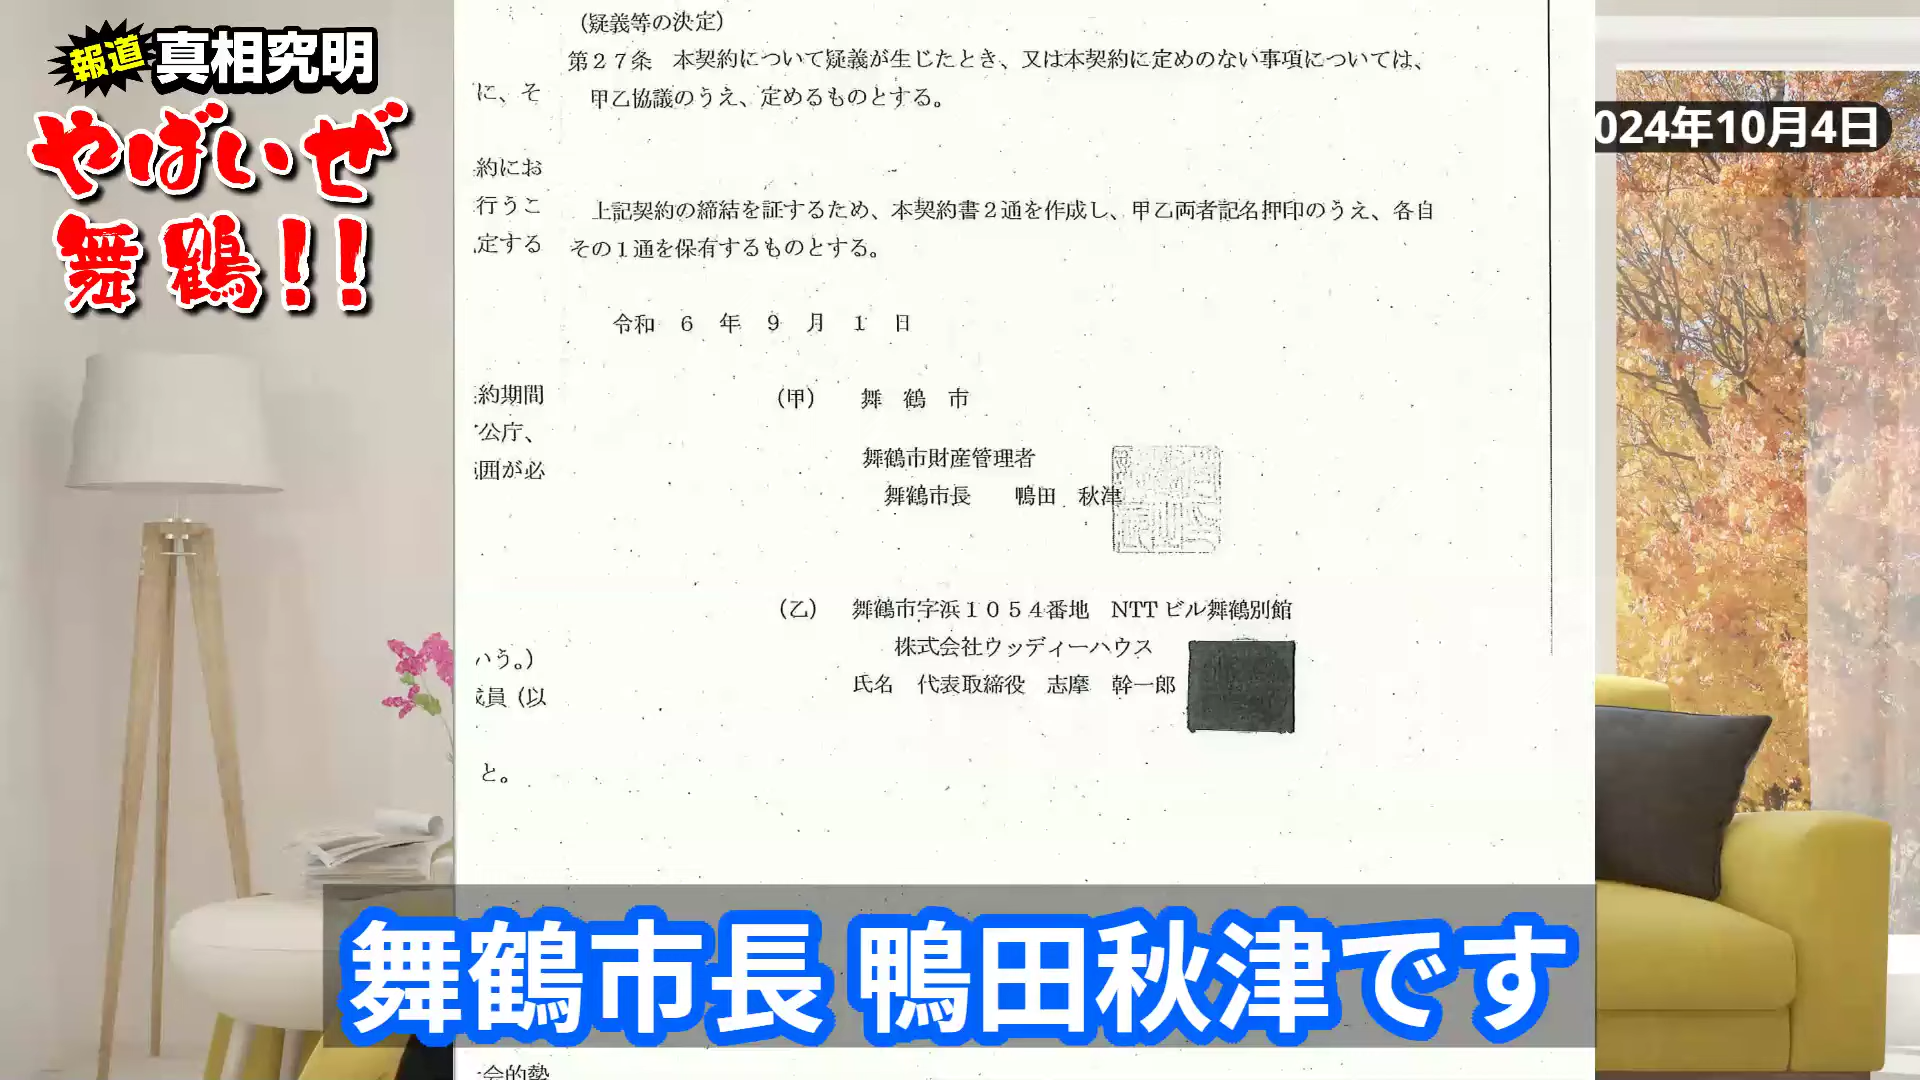 報道 真相究明
やばいぜ
舞鶴!!
024年10月4日
に、そ
約にお
行うこ
定する
約期間
公庁、
囲が必
いう。）
成員（以
と。
（疑義等の決定）
第２７条　本契約について疑義が生じたとき、又は本契約に定めのない事項については、
甲乙協議のうえ、定めるものとする。
上記契約の締結を証するため、本契約書２通を作成し、甲乙両者記名押印のうえ、各自
その１通を保有するものとする。
令和　６　年　９　月　１　日
（甲）　舞　鶴　市
舞鶴市財産管理者
舞鶴市長　　鴨田　秋津
（乙）　舞鶴市字浜１０５４番地　NTT ビル舞鶴別館
株式会社ウッディーハウス
氏名　代表取締役　志摩　幹一郎
舞鶴市長 鴨田秋津です